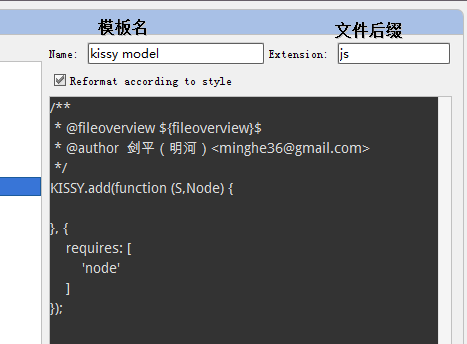 模板名 文件后缀
Name: kissy model Extension: js
Reformat according to style
/**
 * @fileoverview ${fileoverview}$
 * @author 剑平（明河）<minghe36@gmail.com>
 */
KISSY.add(function (S,Node) {
}, {
    requires: [
        'node'
    ]
});